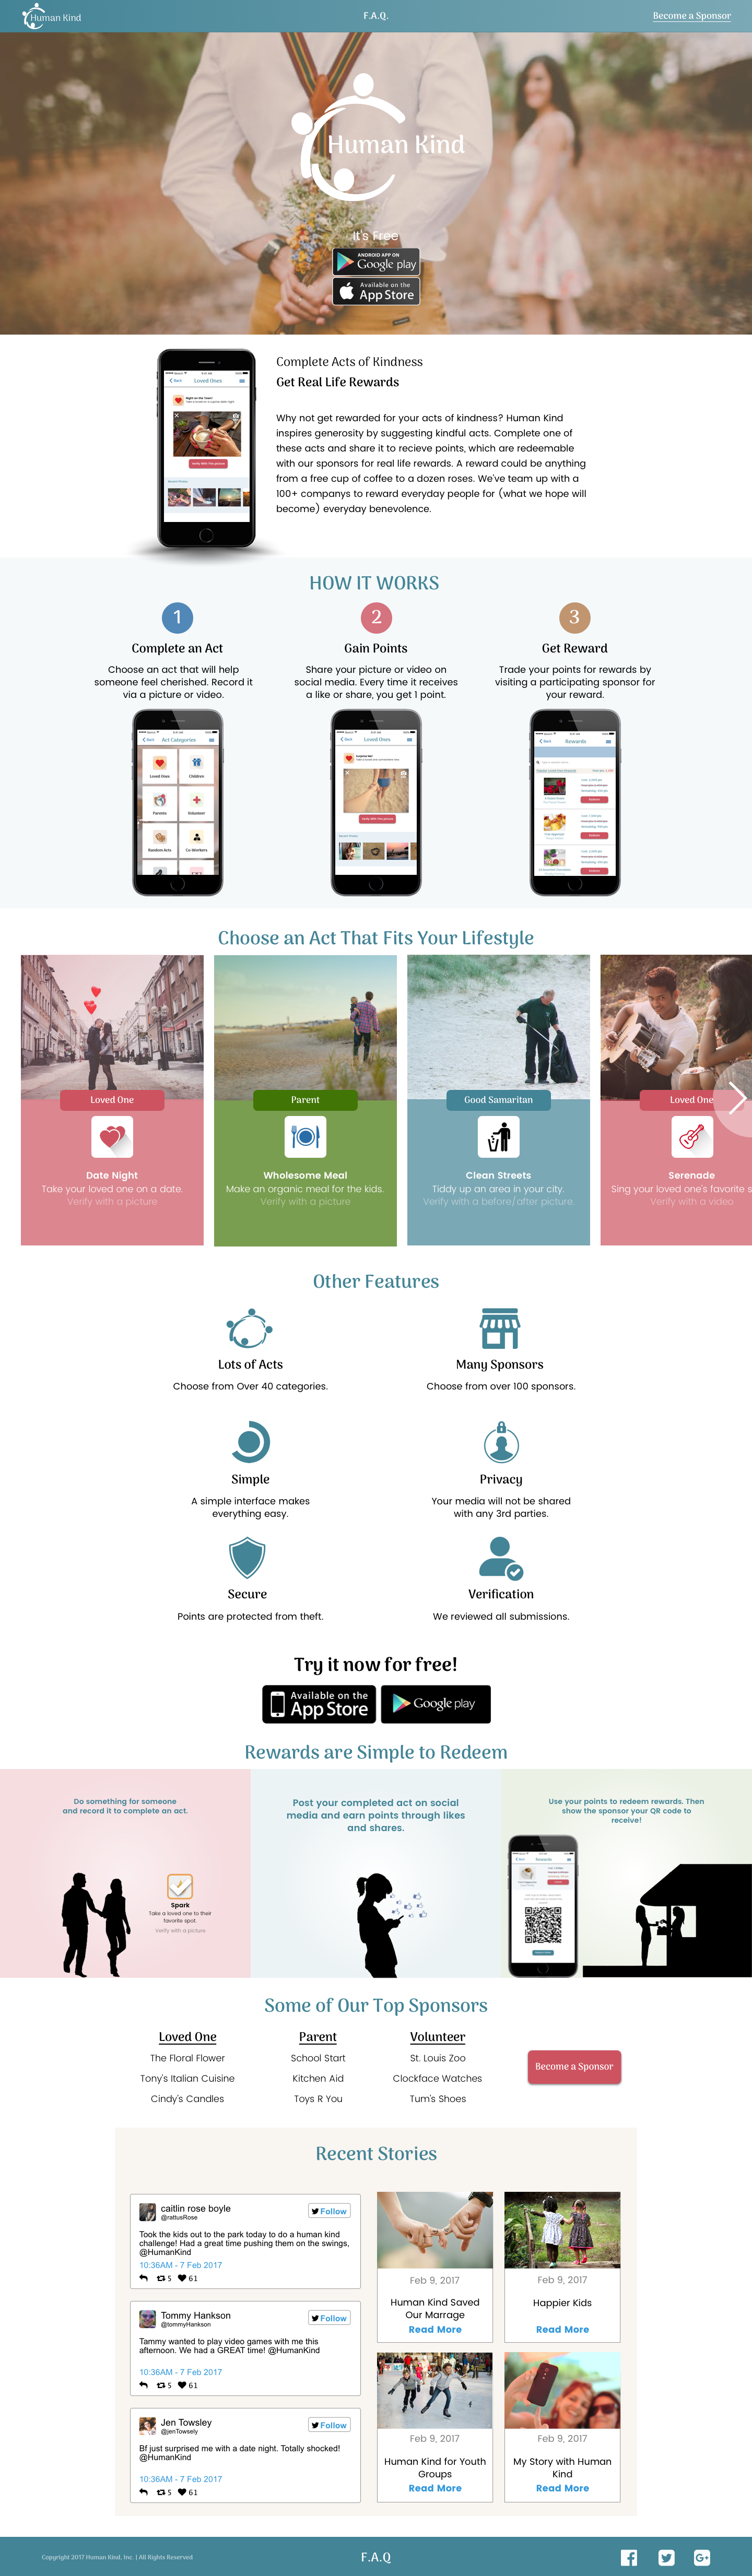 Human Kind
F.A.Q.
Become a Sponsor
Human Kind
It's Free
ANDROID APP ON
Google play
Available on the
App Store
Complete Acts of Kindness
Get Real Life Rewards
Why not get rewarded for your acts of kindness? Human Kind
inspires generosity by suggesting kindful acts. Complete one of
these acts and share it to recieve points, which are redeemable
with our sponsors for real life rewards. A reward could be anything
from a free cup of coffee to a dozen roses. We've team up with a
100+ companys to reward everyday people for (what we hope will
become) everyday benevolence.
Back
Loved Ones
HOW IT WORKS
1
Complete an Act
Choose an act that will help
someone feel cherished. Record it
via a picture or video.
2
Gain Points
Share your picture or video on
social media. Every time it receives
a like or share, you get 1 point.
3
Get Reward
Trade your points for rewards by
visiting a participating sponsor for
your reward.
Back
Act Categories
Loved Ones
Children
Parents
Volunteer
Random Acts
Co-Workers
Back
Loved Ones
Back
Rewards
Choose an Act That Fits Your Lifestyle
Loved One
Date Night
Take your loved one on a date.
Verify with a picture
Parent
Wholesome Meal
Make an organic meal for the kids.
Verify with a picture
Good Samaritan
Clean Streets
Tiddy up an area in your city.
Verify with a before/after picture.
Loved One
Serenade
Sing your loved one's favorite s
Verify with a video
Other Features
Lots of Acts
Choose from Over 40 categories.
Many Sponsors
Choose from over 100 sponsors.
Simple
A simple interface makes
everything easy.
Privacy
Your media will not be shared
with any 3rd parties.
Secure
Points are protected from theft.
Verification
We reviewed all submissions.
Try it now for free!
Available on the
App Store
Google play
Rewards are Simple to Redeem
Do something for someone
and record it to complete an act.
Spark
Take a loved one to their
favorite spot.
Verify with a picture
Post your completed act on social
media and earn points through likes
and shares.
Use your points to redeem rewards. Then
show the sponsor your QR code to
receive!
Rewards
Some of Our Top Sponsors
Loved One
The Floral Flower
Tony's Italian Cuisine
Cindy's Candles
Parent
School Start
Kitchen Aid
Toys R You
Volunteer
St. Louis Zoo
Clockface Watches
Tum's Shoes
Become a Sponsor
Recent Stories
caitlin rose boyle
@rattusRose
Follow
Took the kids out to the park today to do a human kind
challenge! Had a great time pushing them on the swings,
@HumanKind
10:36AM - 7 Feb 2017
5 61
Tommy Hankson
@tommyHankson
Follow
Tammy wanted to play video games with me this
afternoon. We had a GREAT time! @HumanKind
10:36AM - 7 Feb 2017
5 61
Jen Towsley
@jenTowsely
Follow
Bf just surprised me with a date night. Totally shocked!
@HumanKind
10:36AM - 7 Feb 2017
5 61
Feb 9, 2017
Human Kind Saved
Our Marrage
Read More
Feb 9, 2017
Happier Kids
Read More
Feb 9, 2017
Human Kind for Youth
Groups
Read More
Feb 9, 2017
My Story with Human
Kind
Read More
Copyright 2017 Human Kind, Inc. | All Rights Reserved
F.A.Q